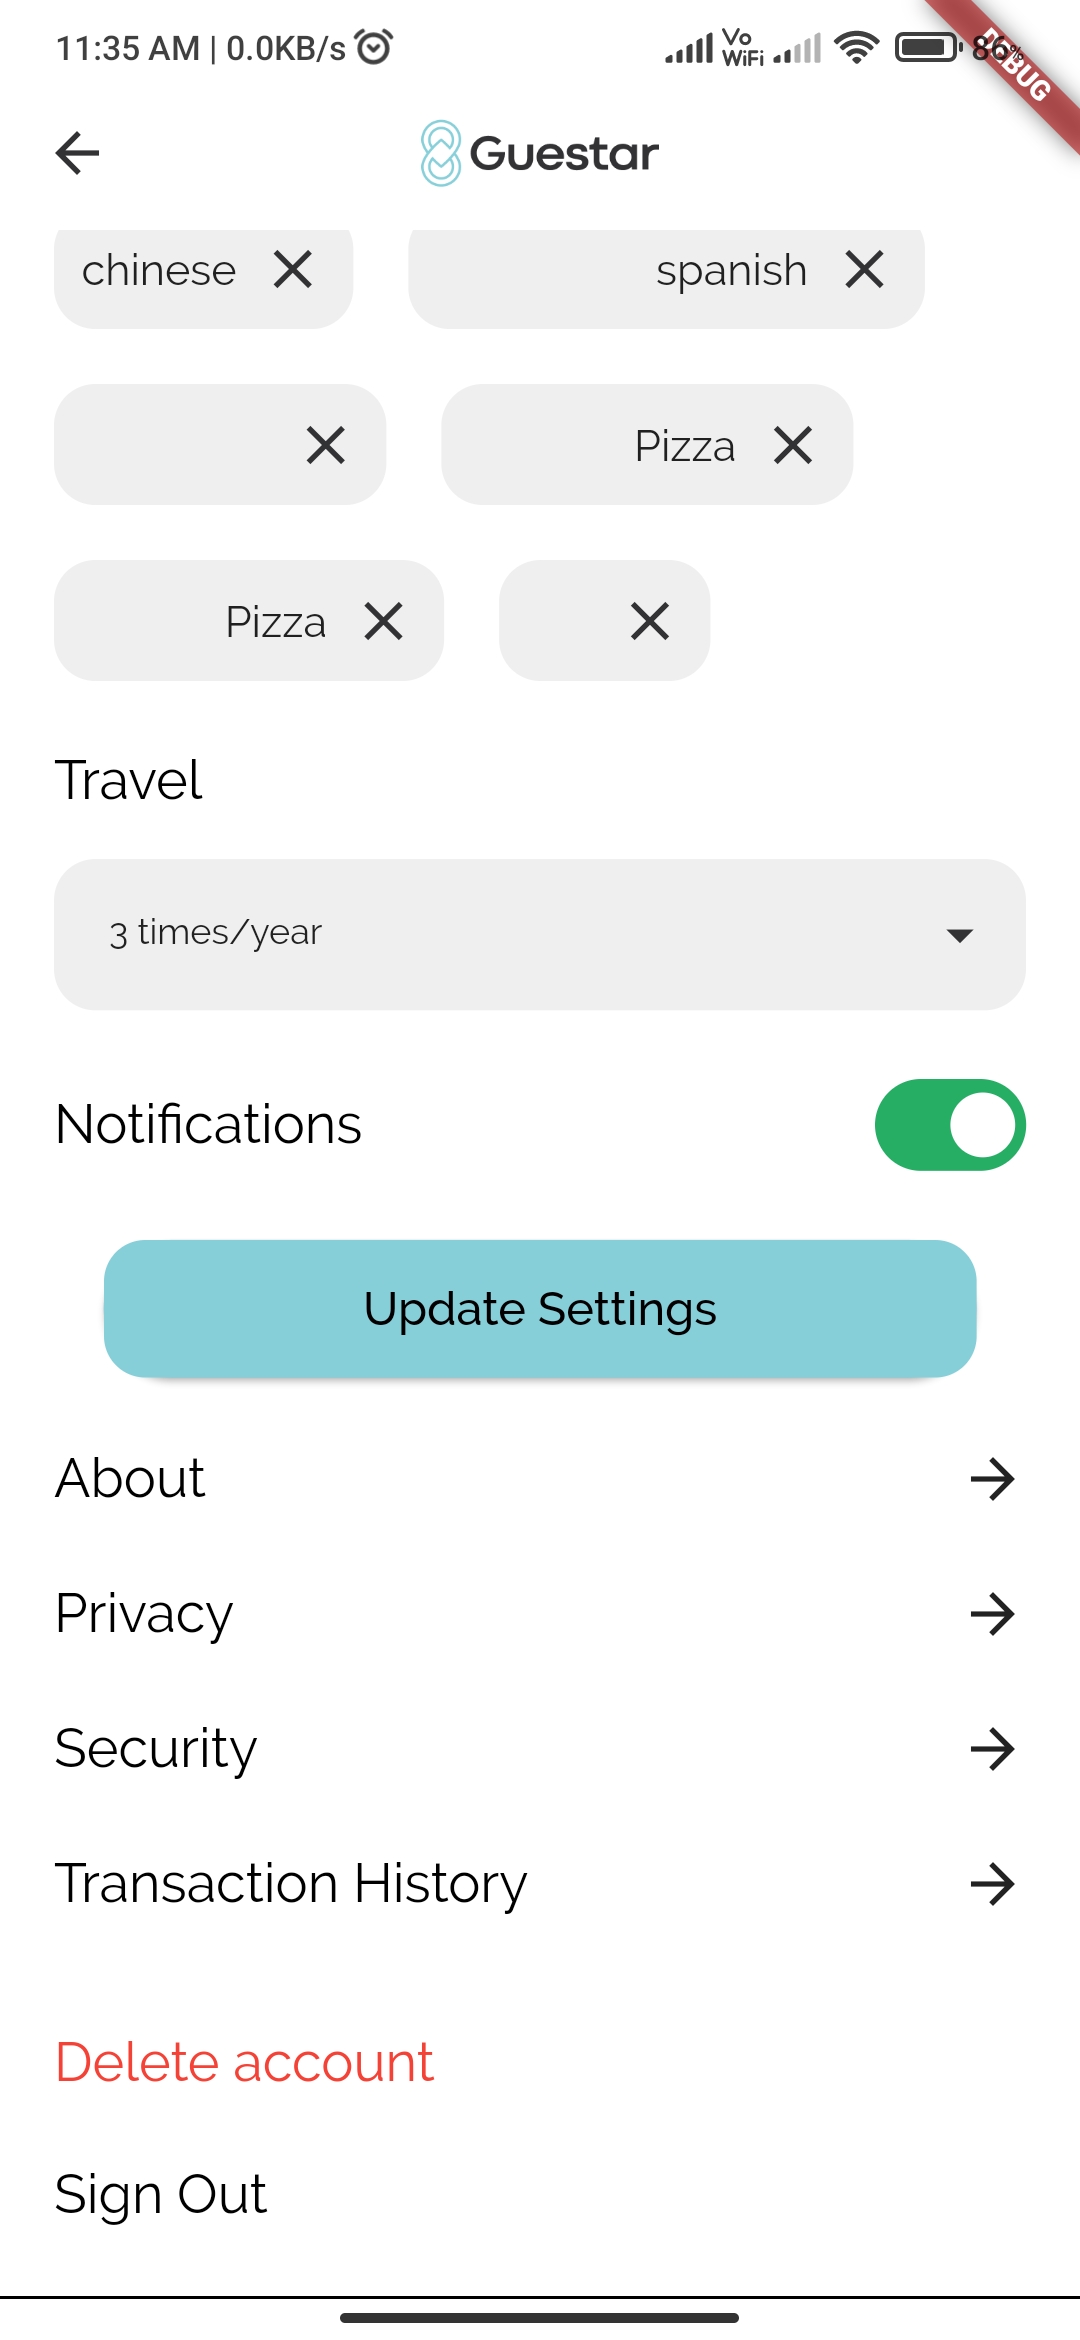 11:35 AM | 0.0KB/s
Vo
WiFi
86%
DEBUG
Guestar
chinese
spanish
Pizza
Pizza
Travel
3 times/year
Notifications
Update Settings
About
Privacy
Security
Transaction History
Delete account
Sign Out